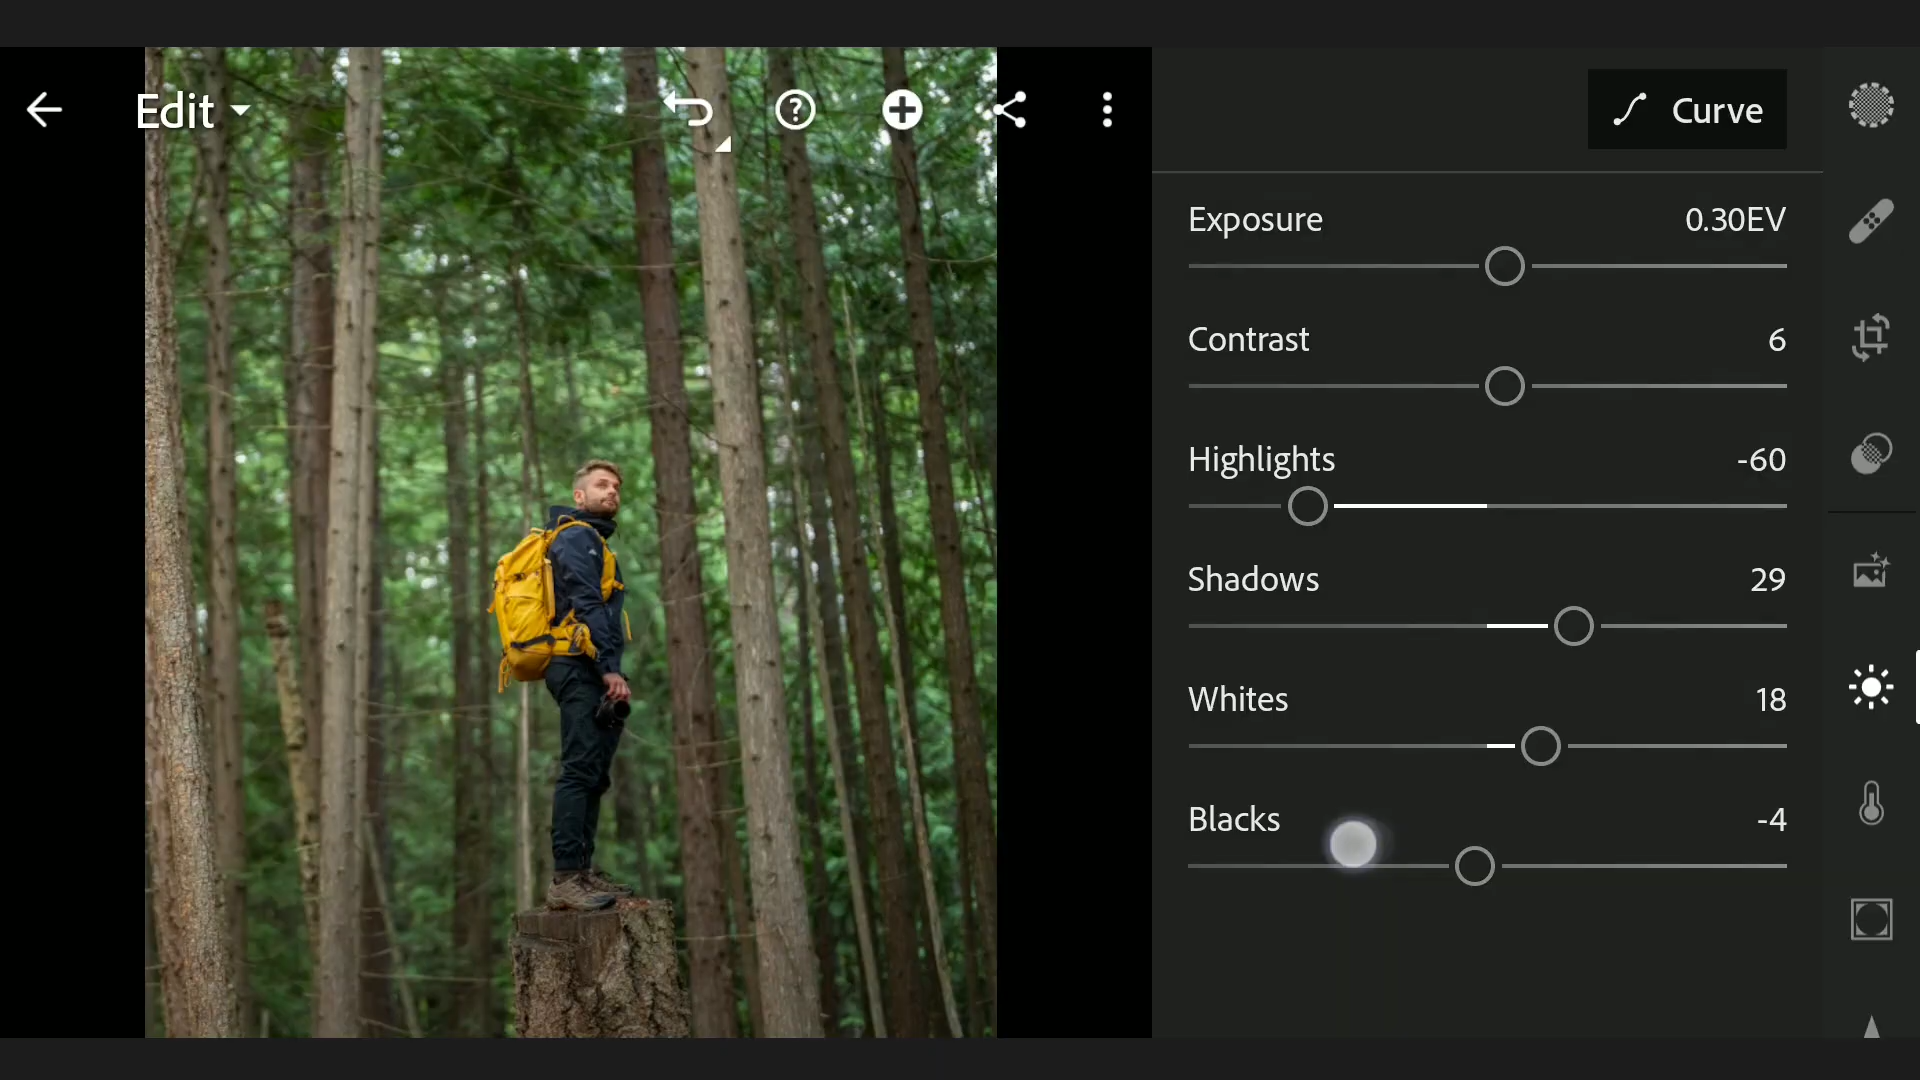 Edit
Curve
Exposure 0.30EV
Contrast 6
Highlights -60
Shadows 29
Whites 18
Blacks -4